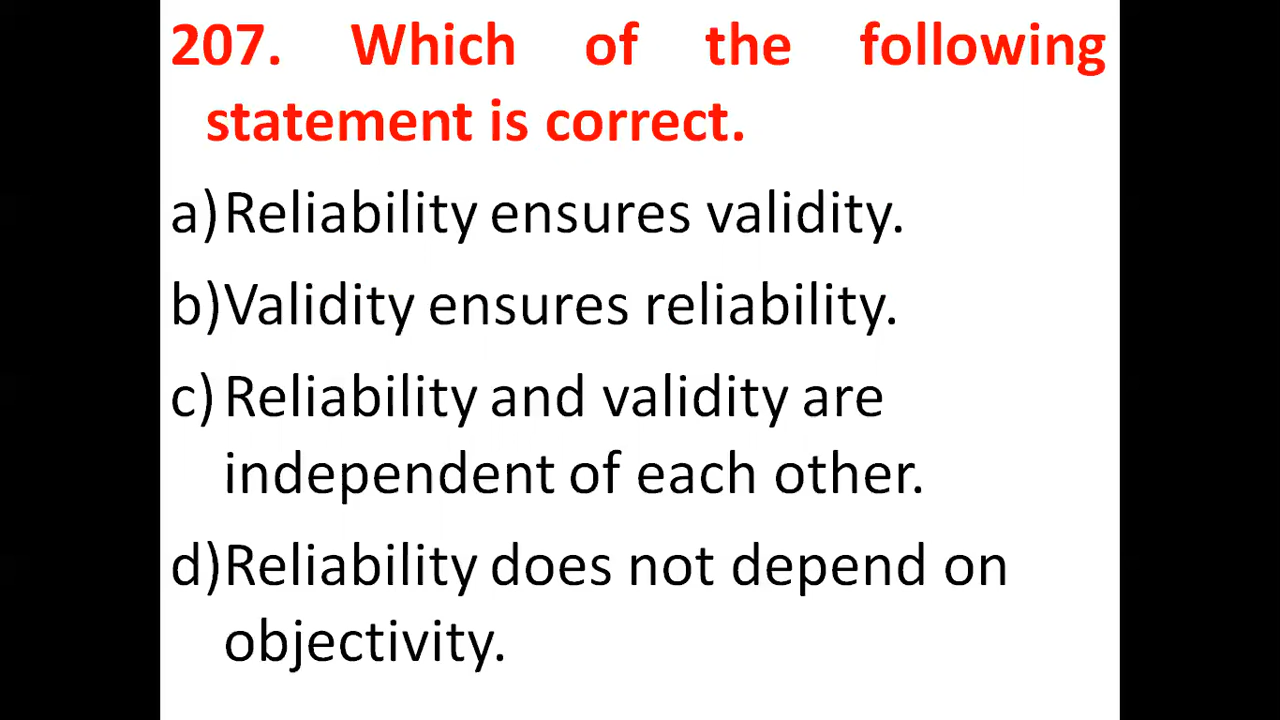 207. Which of the following
statement is correct.
a) Reliability ensures validity.
b) Validity ensures reliability.
c) Reliability and validity are
independent of each other.
d) Reliability does not depend on
objectivity.